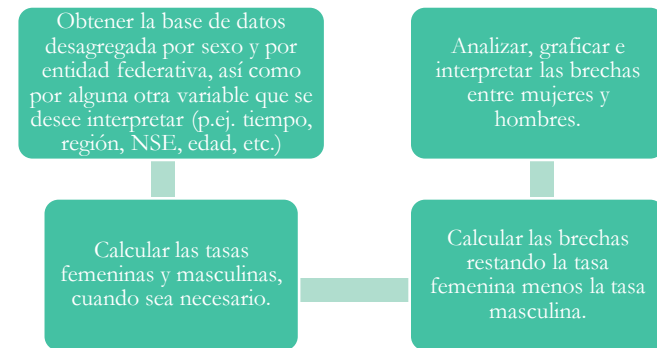 Obtener la base de datos
desagregada por sexo y por
entidad federativa, así como
por alguna otra variable que se
desee interpretar (p.ej. tiempo,
región, NSE, edad, etc.)
Calcular las tasas
femeninas y masculinas,
cuando sea necesario.
Calcular las brechas
restando la tasa
femenina menos la tasa
masculina.
Analizar, graficar e
interpretar las brechas
entre mujeres y
hombres.